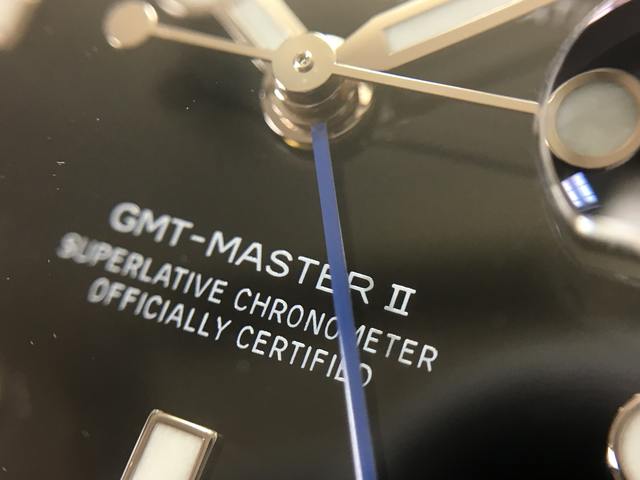 GMT-MASTER II
SUPERLATIVE CHRONOMETER
OFFICIALLY CERTIFIED